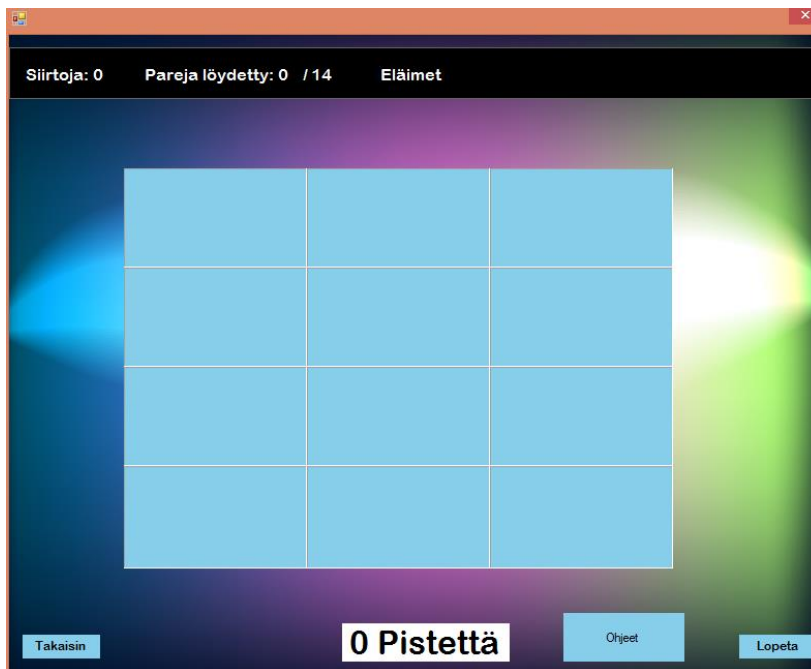 Siirtoja: 0 Pareja löydetty: 0 / 14 Eläimet
0 Pistettä
Ohjeet
Takaisin
Lopeta